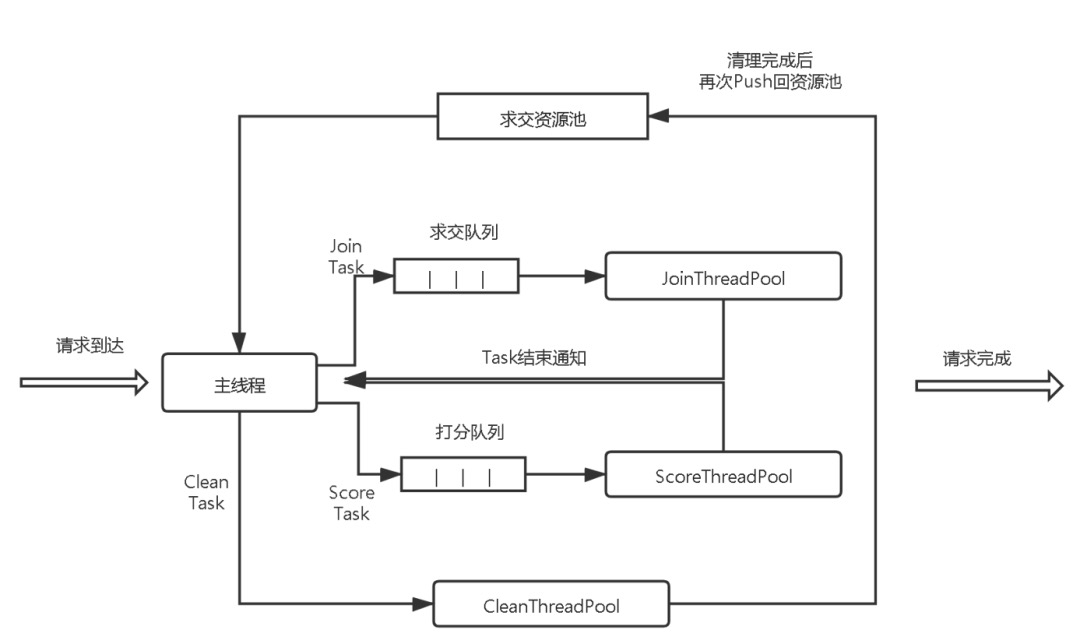 清理完成后
再次Push回资源池
求交资源池
求交队列
Join
Task
JoinThreadPool
请求到达
Task结束通知
请求完成
主线程
打分队列
Clean
Task
Score
Task
ScoreThreadPool
CleanThreadPool